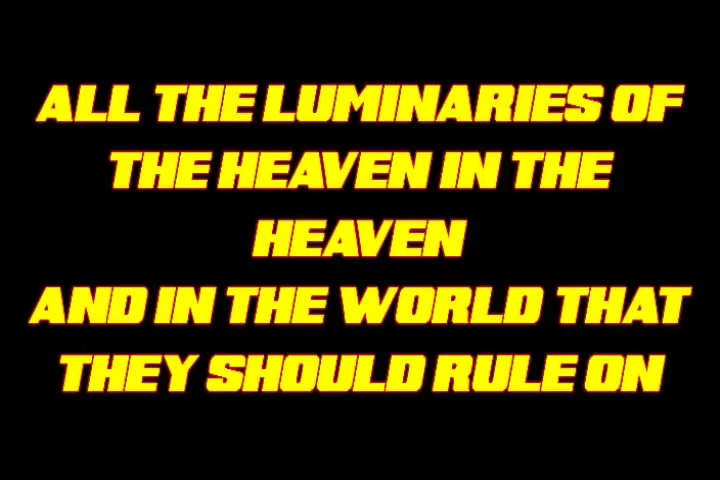 ALL THE LUMINARIES OF
THE HEAVEN IN THE
HEAVEN
AND IN THE WORLD THAT
THEY SHOULD RULE ON